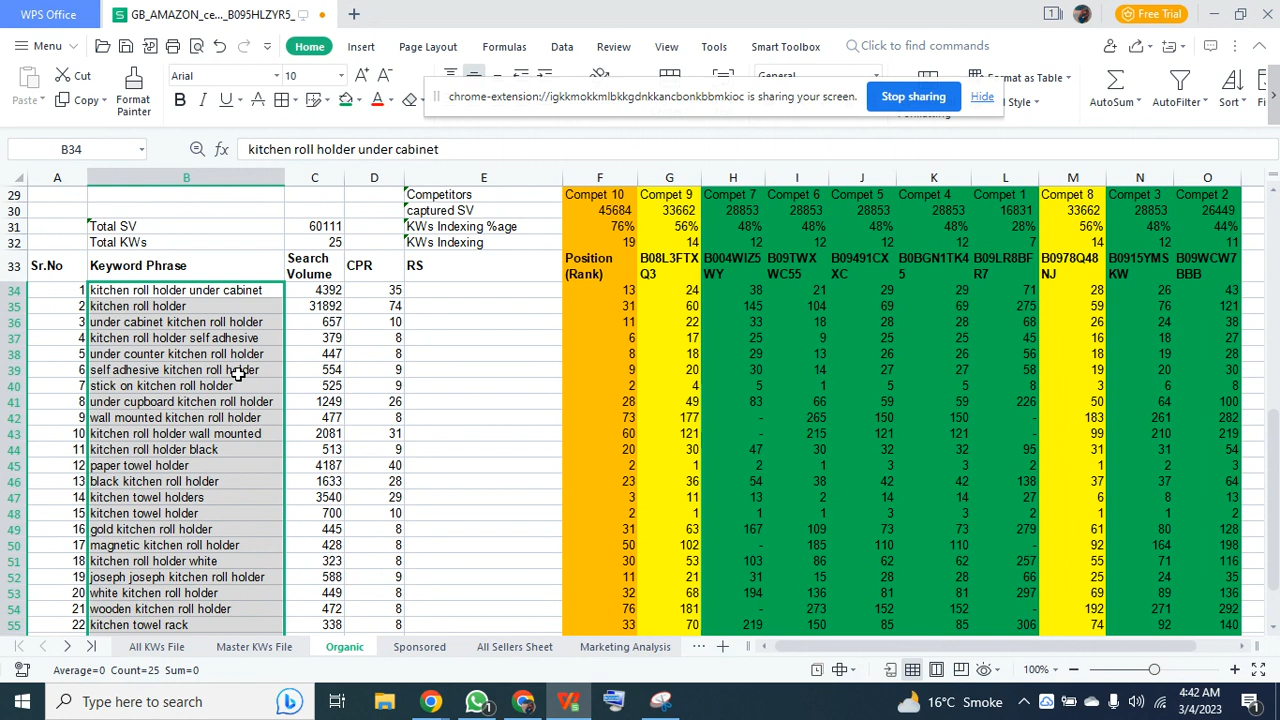 WPS Office GB_AMAZON_ce..._B095HLZYR5_ Free Trial
Menu Home Insert Page Layout Formulas Data Review View Tools Smart Toolbox Click to find commands
Paste Cut Copy Format Painter Arial 10 General Format as Table Style AutoSum AutoFilter Sort
chrome-extension://igkkmokkmlbkkgdnkkancbonkbbmkioc is sharing your screen. Stop sharing Hide
B34 fx kitchen roll holder under cabinet
A B C D E F G H I J K L M N O
29 Competitors Compet 10 Compet 9 Compet 7 Compet 6 Compet 5 Compet 4 Compet 1 Compet 8 Compet 3 Compet 2
30 captured SV 45684 33662 28853 28853 28853 28853 16831 33662 28853 26449
31 Total SV 60111 KWs Indexing %age 76% 56% 48% 48% 48% 48% 28% 56% 48% 44%
32 Total KWs 25 KWs Indexing 19 14 12 12 12 12 7 14 12 11
33 Sr.No Keyword Phrase Search Volume CPR RS Position (Rank) B08L3FTXQ3 B004WIZ5WY B09TWXWC55 B09491CXXC B0BGN1TK45 B09LR8BFR7 B0978Q48NJ B0915YMSKW B09WCW7BBB
34 1 kitchen roll holder under cabinet 4392 35 13 24 38 21 29 29 71 28 26 43
35 2 kitchen roll holder 31892 74 31 60 145 104 69 69 275 59 76 121
36 3 under cabinet kitchen roll holder 657 10 11 22 33 18 28 28 68 26 24 38
37 4 kitchen roll holder self adhesive 379 8 6 17 25 9 25 25 45 16 18 27
38 5 under counter kitchen roll holder 447 8 8 18 29 13 26 26 56 18 19 28
39 6 self adhesive kitchen roll holder 554 9 9 20 30 14 27 27 58 19 20 30
40 7 stick on kitchen roll holder 525 9 2 4 5 1 5 5 8 3 6 8
41 8 under cupboard kitchen roll holder 1249 26 28 49 83 66 59 59 226 50 64 100
42 9 wall mounted kitchen roll holder 477 8 73 177 - 265 150 150 - 183 261 282
43 10 kitchen roll holder wall mounted 2081 31 60 121 - 215 121 121 - 99 210 219
44 11 kitchen roll holder black 513 9 20 30 47 30 32 32 95 31 31 54
45 12 paper towel holder 4187 40 2 1 2 1 3 3 2 1 2 3
46 13 black kitchen roll holder 1633 28 23 36 54 38 42 42 138 37 37 64
47 14 kitchen towel holders 3540 29 3 11 13 2 14 14 27 6 8 13
48 15 kitchen towel holder 700 10 2 1 1 1 3 3 2 1 1 2
49 16 gold kitchen roll holder 445 8 31 63 167 109 73 73 279 61 80 128
50 17 magnetic kitchen roll holder 428 8 50 102 - 185 110 110 - 92 164 198
51 18 kitchen roll holder white 323 8 30 53 103 86 62 62 257 55 71 116
52 19 joseph joseph kitchen roll holder 588 9 11 21 31 15 28 28 66 23 24 35
53 20 white kitchen roll holder 449 8 32 68 194 136 81 81 297 69 89 136
54 21 wooden kitchen roll holder 472 8 76 181 - 273 152 152 - 192 271 292
55 22 kitchen towel rack 338 8 33 70 219 150 85 85 306 74 92 140
All KWs File Master KWs File Organic Sponsored All Sellers Sheet Marketing Analysis ... +
Average=0 Count=25 Sum=0 100%
Type here to search 1 16°C Smoke 4:42 AM
3/4/2023